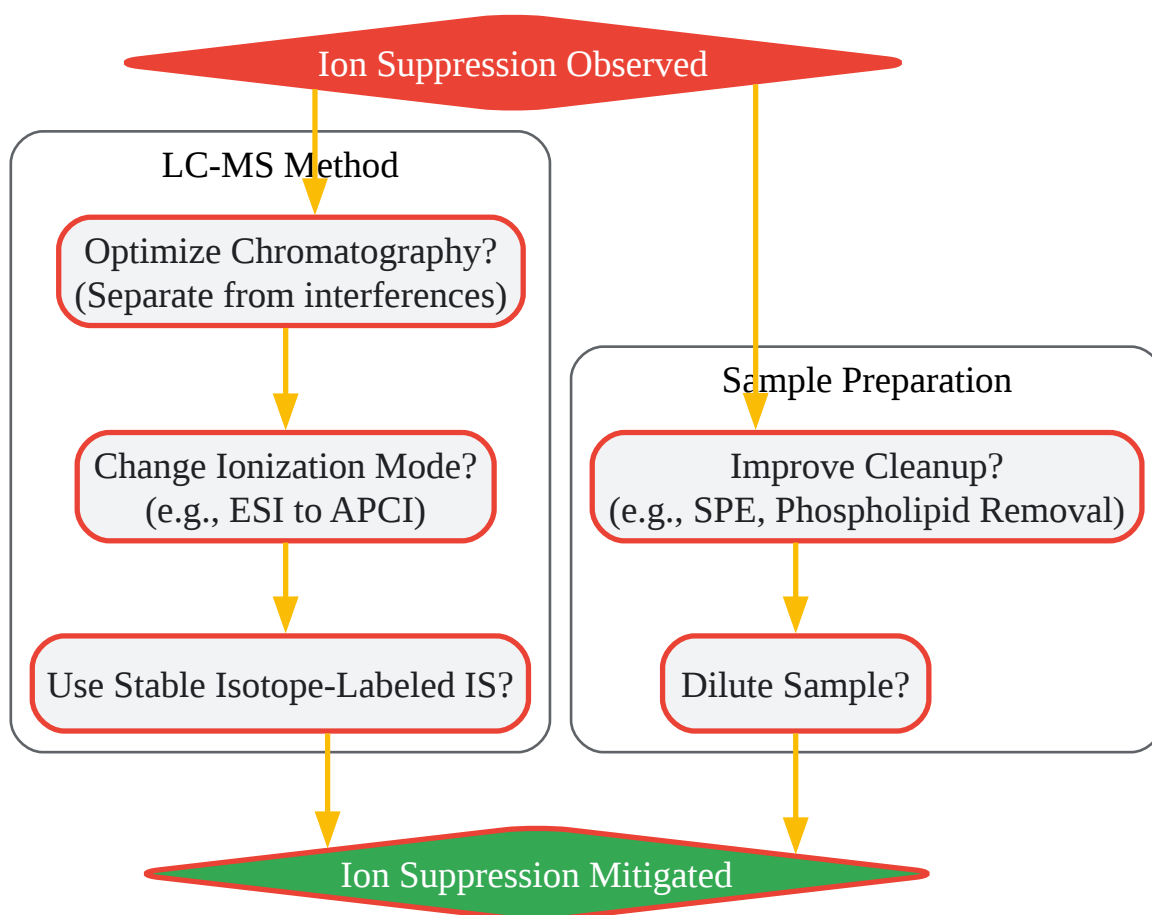 Ion Suppression Observed
LC-MS Method
Optimize Chromatography?
(Separate from interferences)
Change Ionization Mode?
(e.g., ESI to APCI)
Use Stable Isotope-Labeled IS?
Sample Preparation
Improve Cleanup?
(e.g., SPE, Phospholipid Removal)
Dilute Sample?
Ion Suppression Mitigated